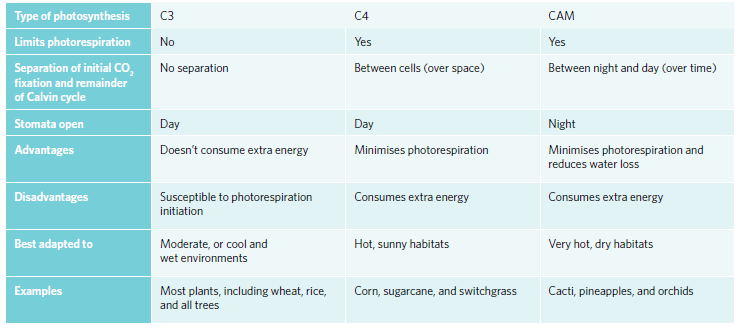 Type of photosynthesis C3 C4 CAM
Limits photorespiration No Yes Yes
Separation of initial CO₂ No separation Between cells (over space) Between night and day (over time)
fixation and remainder
of Calvin cycle
Stomata open Day Day Night
Advantages Doesn't consume extra energy Minimises photorespiration Minimises photorespiration and
reduces water loss
Disadvantages Susceptible to photorespiration Consumes extra energy Consumes extra energy
initiation
Best adapted to Moderate, or cool and Hot, sunny habitats Very hot, dry habitats
wet environments
Examples Most plants, including wheat, rice, Corn, sugarcane, and switchgrass Cacti, pineapples, and orchids
and all trees